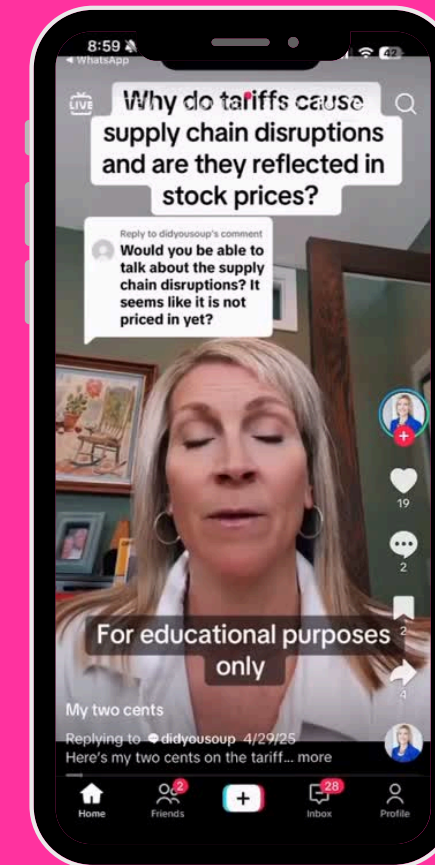 8:59
WhatsApp
42
LIVE
Why do tariffs cause
supply chain disruptions
and are they reflected in
stock prices?
Reply to didyousoup's comment
Would you be able to
talk about the supply
chain disruptions? It
seems like it is not
priced in yet?
19
2
2
4
For educational purposes
only
My two cents
Replying to didyousoup 4/29/25
Here's my two cents on the tariff... more
2
28
Home
Friends
Inbox
Profile